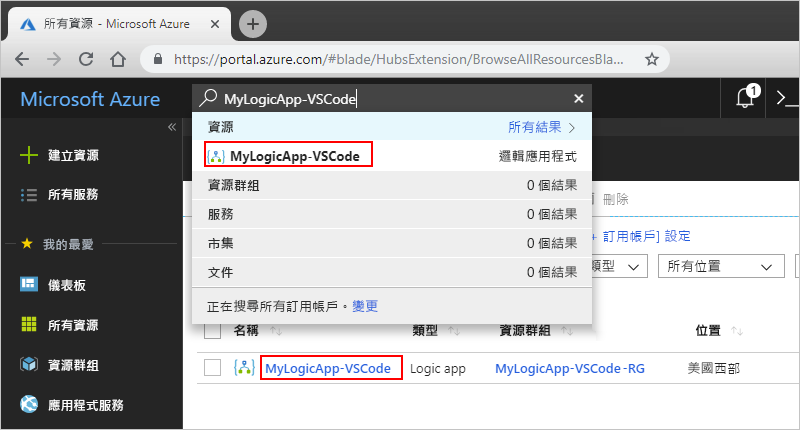 所有資源 - Microsoft Azure
https://portal.azure.com/#blade/HubsExtension/BrowseAllResourcesBla...
Microsoft Azure
MyLogicApp-VSCode
1
資源 所有結果
MyLogicApp-VSCode 邏輯應用程式
資源群組 0 個結果
服務 0 個結果
市集 0 個結果
文件 0 個結果
正在搜尋所有訂用帳戶。變更
建立資源
所有服務
我的最愛
儀表板
所有資源
資源群組
應用程式服務
刪除
訂用帳戶] 設定
類型 所有位置
名稱 類型 資源群組 位置
MyLogicApp-VSCode Logic app MyLogicApp-VSCode-RG 美國西部